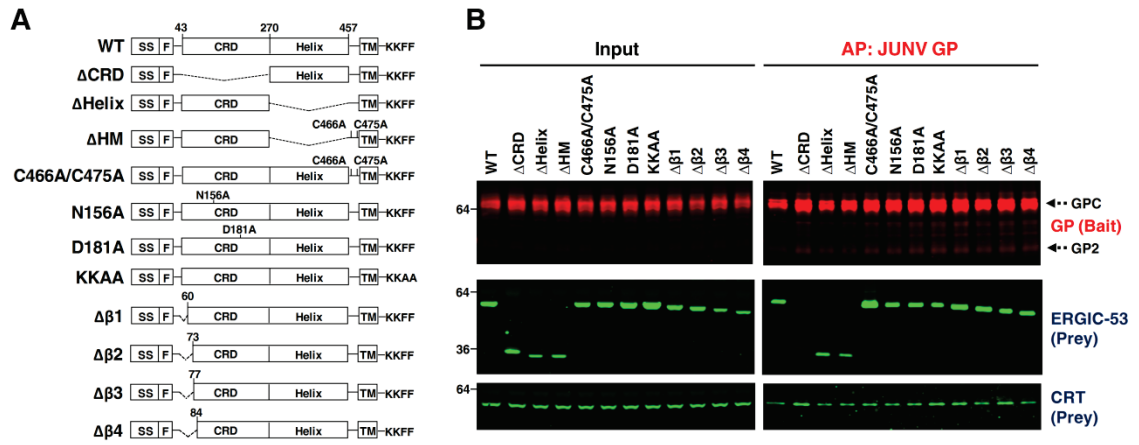 A
43 270 457
WT SS F CRD Helix TM KKFF
ΔCRD SS F Helix TM KKFF
ΔHelix SS F CRD TM KKFF
C466A C475A
ΔHM SS F CRD TM KKFF
C466A C475A
C466A/C475A SS F CRD Helix TM KKFF
N156A
N156A SS F CRD Helix TM KKFF
D181A
D181A SS F CRD Helix TM KKFF
KKAA SS F CRD Helix TM KKAA
60
Δβ1 SS F CRD Helix TM KKFF
73
Δβ2 SS F CRD Helix TM KKFF
77
Δβ3 SS F CRD Helix TM KKFF
84
Δβ4 SS F CRD Helix TM KKFF
B
Input AP: JUNV GP
WT ΔCRD ΔHelix ΔHM C466A/C475A N156A D181A KKAA Δβ1 Δβ2 Δβ3 Δβ4 WT ΔCRD ΔHelix ΔHM C466A/C475A N156A D181A KKAA Δβ1 Δβ2 Δβ3 Δβ4
64 GPC
GP (Bait)
GP2
64
ERGIC-53
(Prey)
36
64
CRT
(Prey)